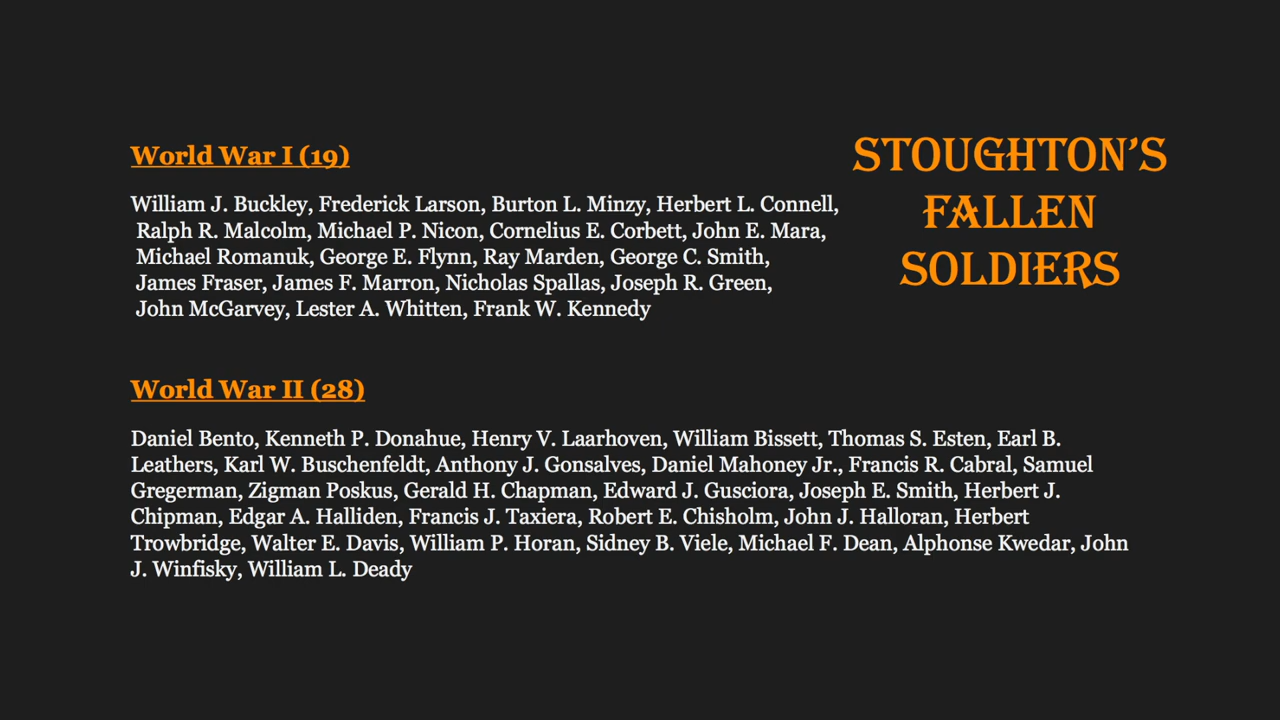 World War I (19)
William J. Buckley, Frederick Larson, Burton L. Minzy, Herbert L. Connell,
Ralph R. Malcolm, Michael P. Nicon, Cornelius E. Corbett, John E. Mara,
Michael Romanuk, George E. Flynn, Ray Marden, George C. Smith,
James Fraser, James F. Marron, Nicholas Spallas, Joseph R. Green,
John McGarvey, Lester A. Whitten, Frank W. Kennedy
STOUGHTON'S
FALLEN
SOLDIERS
World War II (28)
Daniel Bento, Kenneth P. Donahue, Henry V. Laarhoven, William Bissett, Thomas S. Esten, Earl B.
Leathers, Karl W. Buschenfeldt, Anthony J. Gonsalves, Daniel Mahoney Jr., Francis R. Cabral, Samuel
Gregerman, Zigman Poskus, Gerald H. Chapman, Edward J. Gusciora, Joseph E. Smith, Herbert J.
Chipman, Edgar A. Halliden, Francis J. Taxiera, Robert E. Chisholm, John J. Halloran, Herbert
Trowbridge, Walter E. Davis, William P. Horan, Sidney B. Viele, Michael F. Dean, Alphonse Kwedar, John
J. Winfisky, William L. Deady